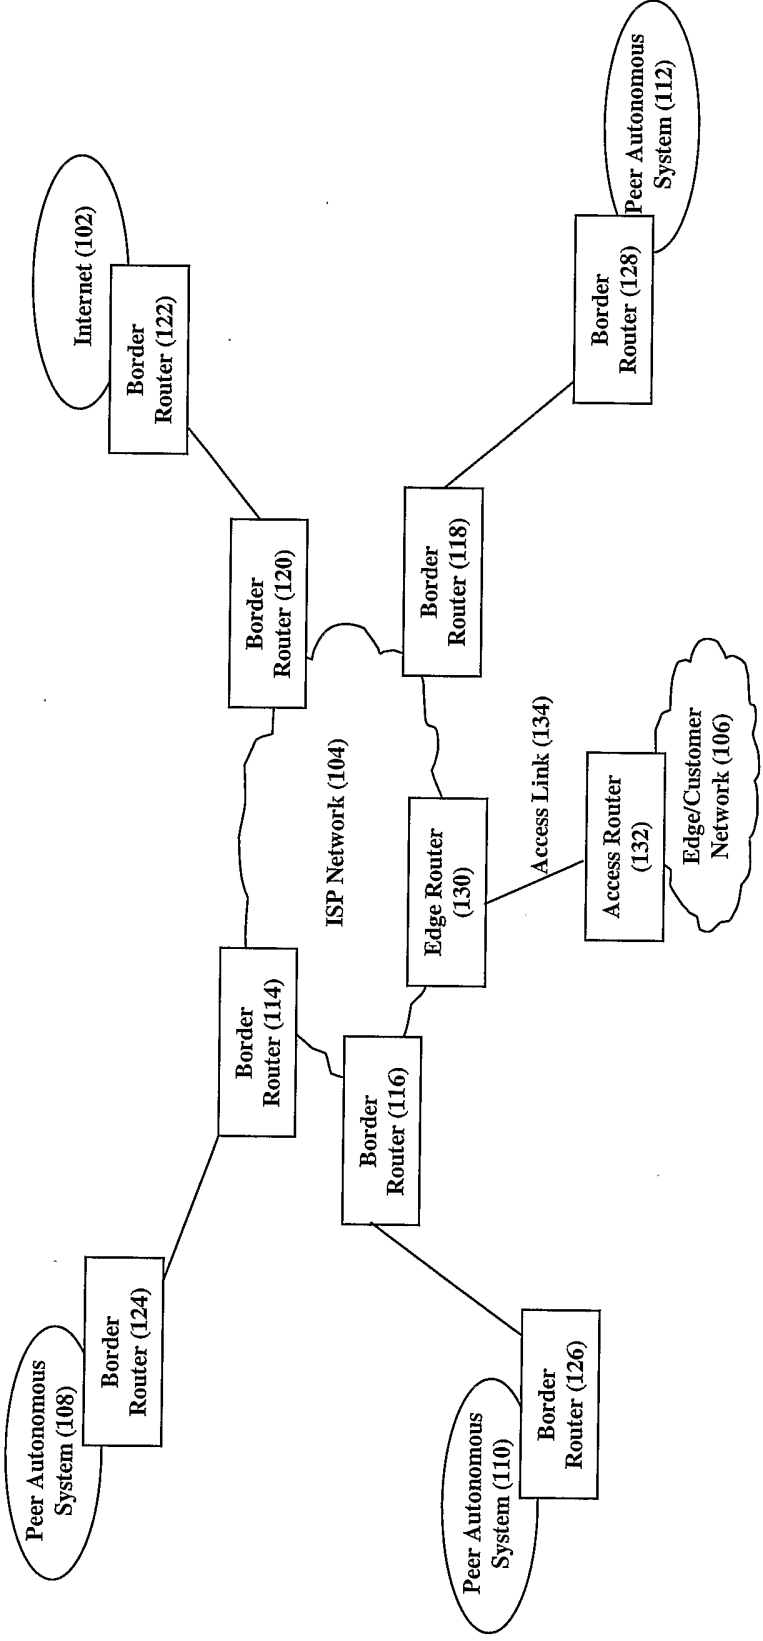 Peer Autonomous
System (108)
Border
Router (124)
Internet (102)
Border
Router (122)
Border
Router (114)
Border
Router (120)
ISP Network (104)
Border
Router (116)
Edge Router
(130)
Border
Router (118)
Peer Autonomous
System (110)
Border
Router (126)
Access Link (134)
Access Router
(132)
Edge/Customer
Network (106)
Border
Router (128)
Peer Autonomous
System (112)